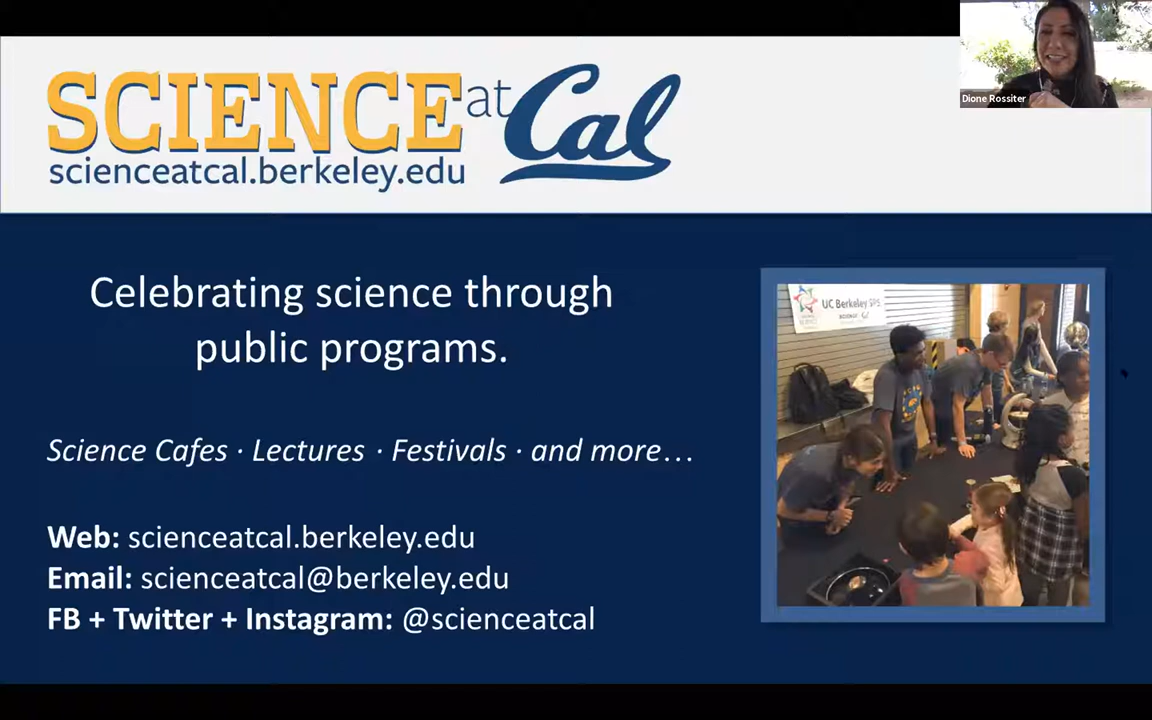 SCIENCE at Cal
scienceatcal.berkeley.edu
Dione Rossiter
Celebrating science through
public programs.
Science Cafes · Lectures · Festivals · and more…
Web: scienceatcal.berkeley.edu
Email: scienceatcal@berkeley.edu
FB + Twitter + Instagram: @scienceatcal
UC Berkeley SPS